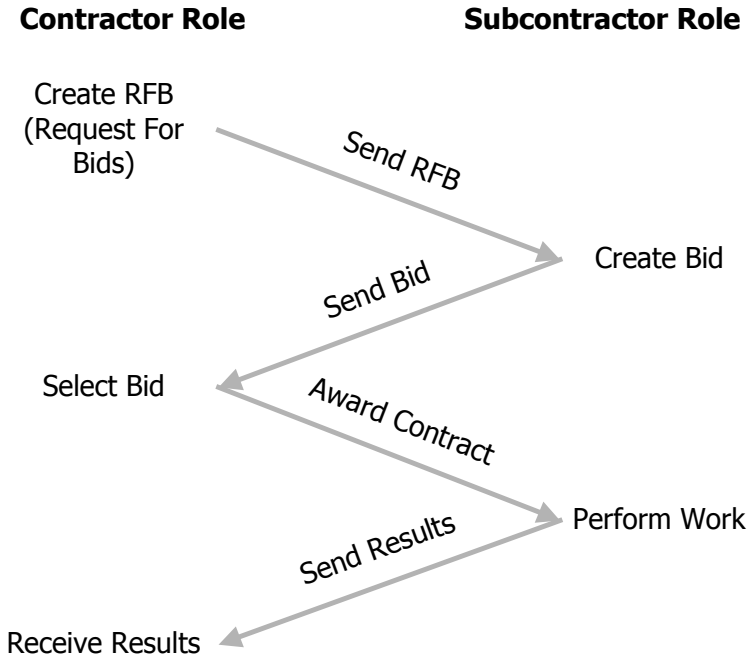 Contractor Role
Subcontractor Role
Create RFB
(Request For
Bids)
Send RFB
Create Bid
Send Bid
Select Bid
Award Contract
Perform Work
Send Results
Receive Results